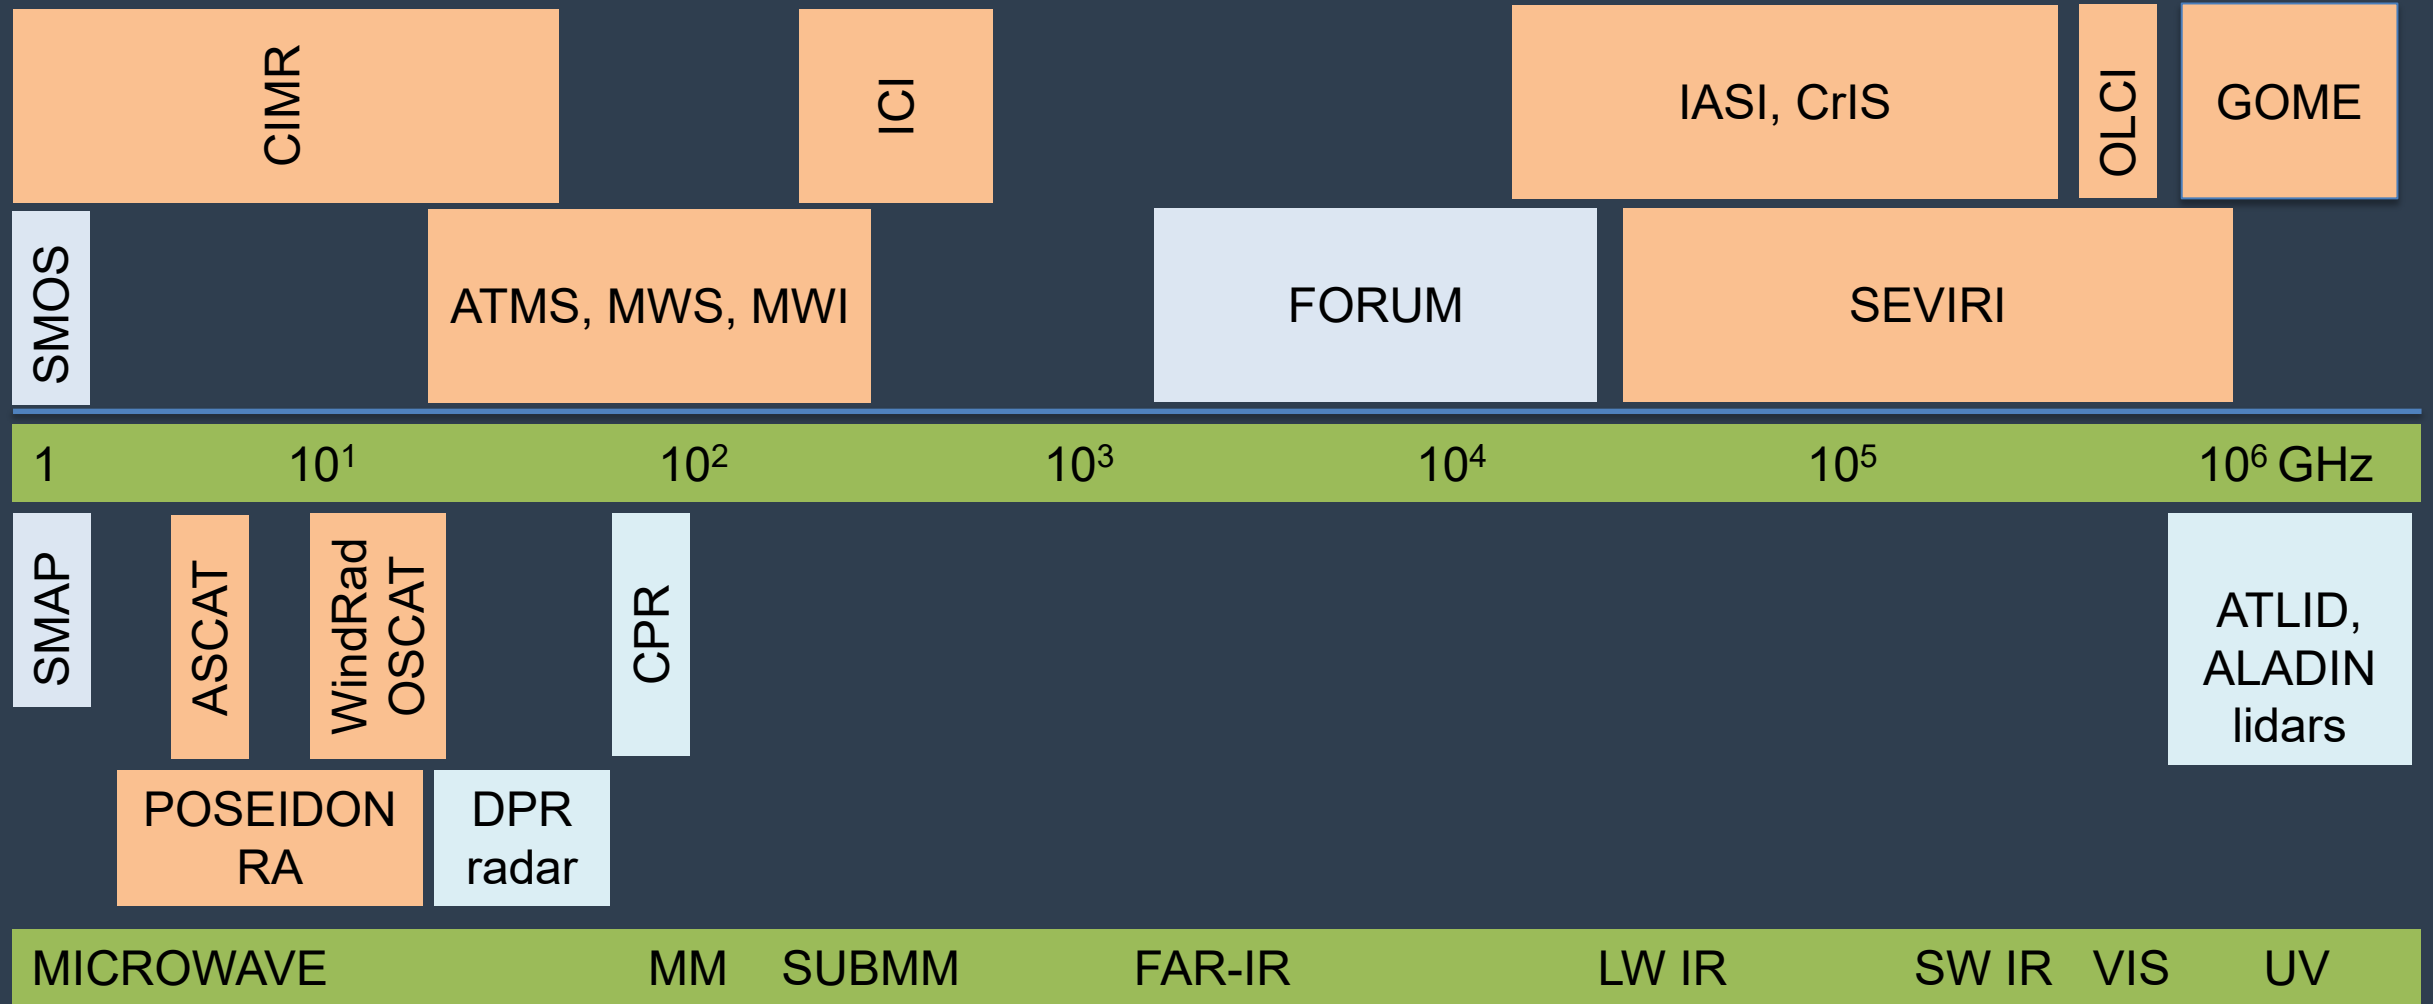 CIMR
ICI
IASI, CrIS
OLCI
GOME
SMOS
ATMS, MWS, MWI
FORUM
SEVIRI
1 10¹ 10² 10³ 10⁴ 10⁵ 10⁶ GHz
SMAP
ASCAT
WindRad
OSCAT
CPR
ATLID,
ALADIN
lidars
POSEIDON
RA
DPR
radar
MICROWAVE MM SUBMM FAR-IR LW IR SW IR VIS UV